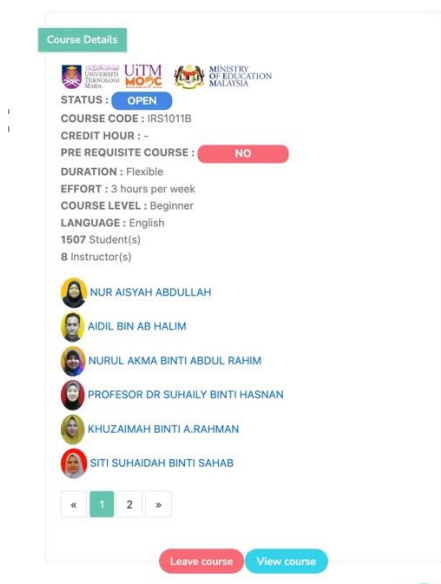 Course Details
UNIVERSITI
TEKNOLOGI
MARA
UiTM
MOOC
MINISTRY
OF EDUCATION
MALAYSIA
STATUS : OPEN
COURSE CODE : IRS1011B
CREDIT HOUR : -
PRE REQUISITE COURSE : NO
DURATION : Flexible
EFFORT : 3 hours per week
COURSE LEVEL : Beginner
LANGUAGE : English
1507 Student(s)
8 Instructor(s)
NUR AISYAH ABDULLAH
AIDIL BIN AB HALIM
NURUL AKMA BINTI ABDUL RAHIM
PROFESOR DR SUHAILY BINTI HASNAN
KHUZAIMAH BINTI A.RAHMAN
SITI SUHAIDAH BINTI SAHAB
« 1 2 »
Leave course View course